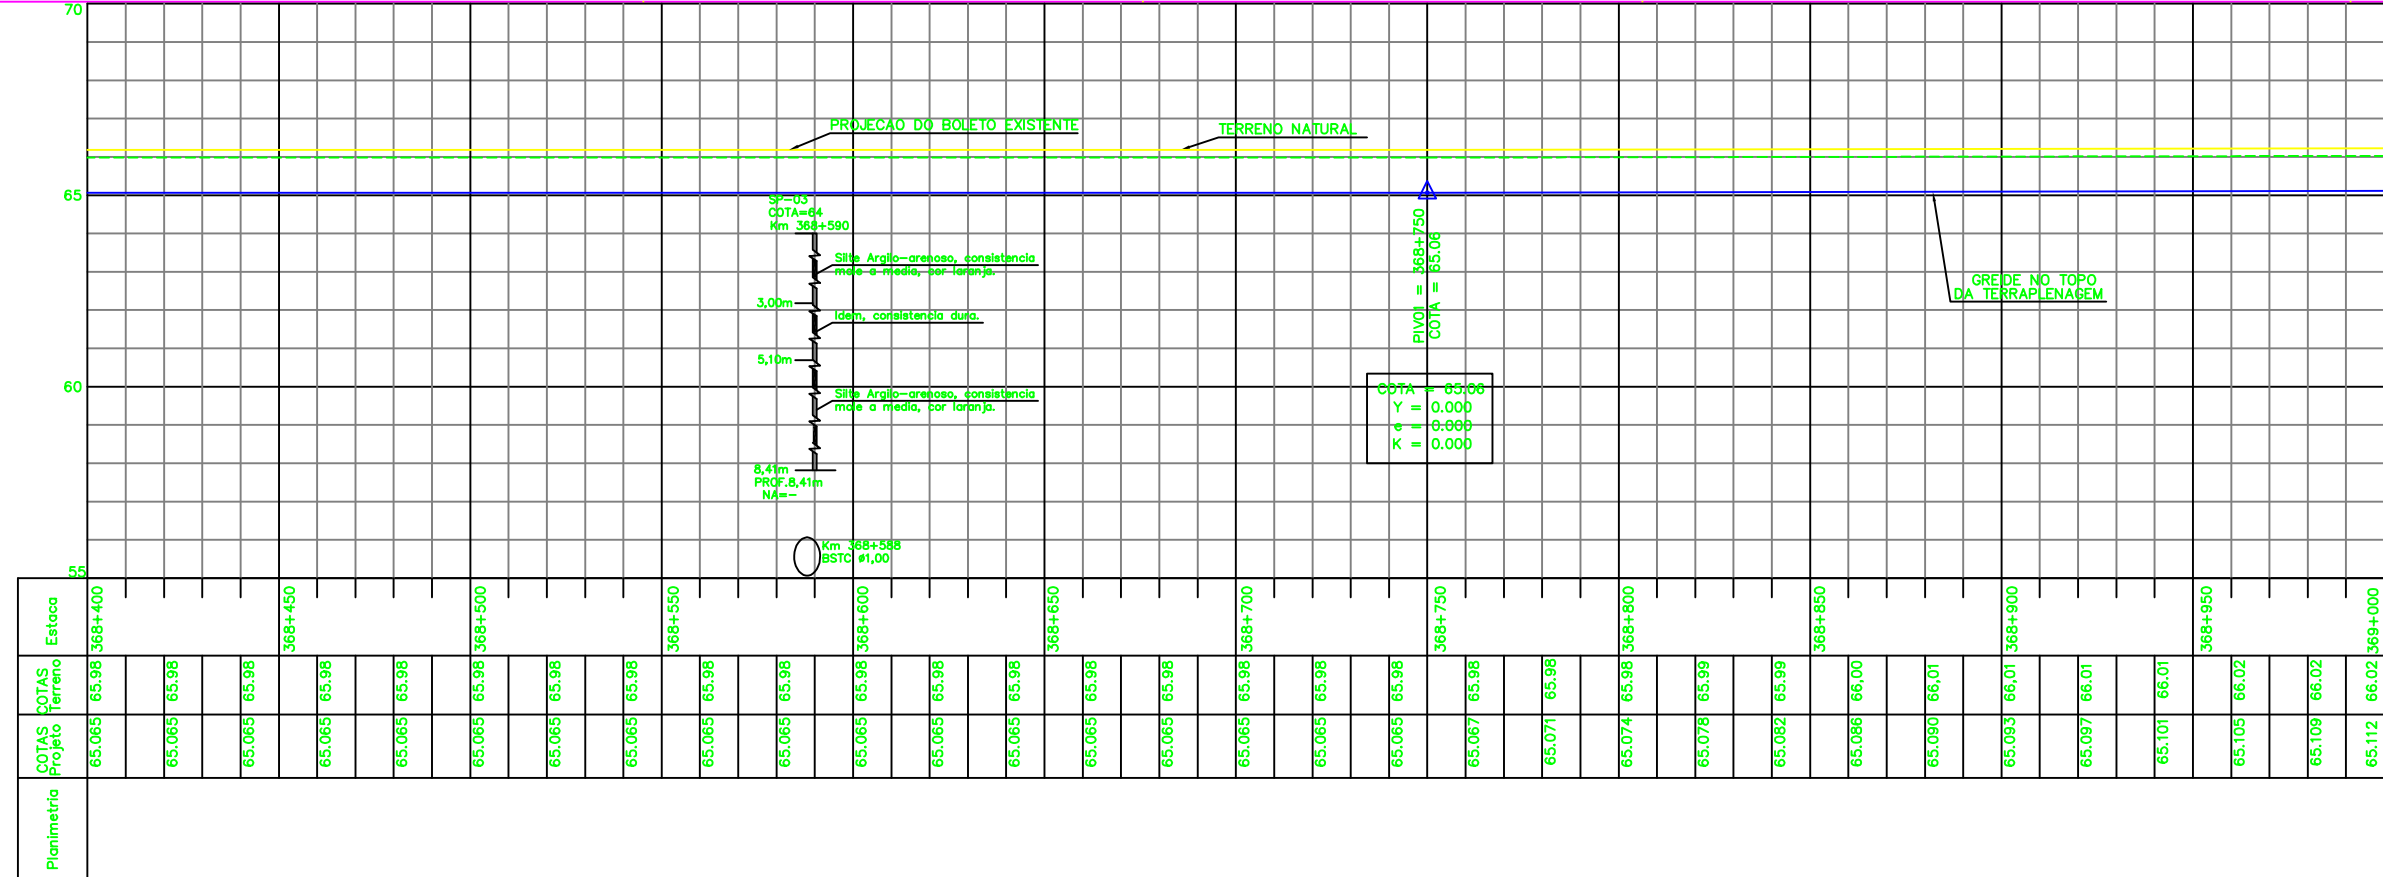 70
65
60
55
PROJECAO DO BOLETO EXISTENTE
TERRENO NATURAL
SP-03
COTA=64
Km 368+590
Silte Argilo-arenoso, consistencia
mole a media, cor laranja.
3,00m
Idem, consistencia dura.
5,10m
Silte Argilo-arenoso, consistencia
mole a media, cor laranja.
8,41m
PROF.8,41m
NA=-
Km 368+588
BSTC ø1,00
PIV01 = 368+750
COTA = 65.06
COTA = 65.06
Y = 0.000
e = 0.000
K = 0.000
GREIDE NO TOPO
DA TERRAPLENAGEM
Estaca
368+400 368+450 368+500 368+550 368+600 368+650 368+700 368+750 368+800 368+850 368+900 368+950 369+000
COTAS
Terreno
65.98 65.98 65.98 65.98 65.98 65.98 65.98 65.98 65.98 65.98 65.98 65.98 65.98 65.98 65.98 65.98 65.98 65.98 65.98 65.98 65.98 65.99 65.99 66,00 66,01 66,01 66.01 66.01 66.02 66.02 66.02
COTAS
Projeto
65.065 65.065 65.065 65.065 65.065 65.065 65.065 65.065 65.065 65.065 65.065 65.065 65.065 65.065 65.065 65.065 65.065 65.065 65.067 65.071 65.074 65.078 65.082 65.086 65.090 65.093 65.097 65.101 65.105 65.109 65.112
Planimetria